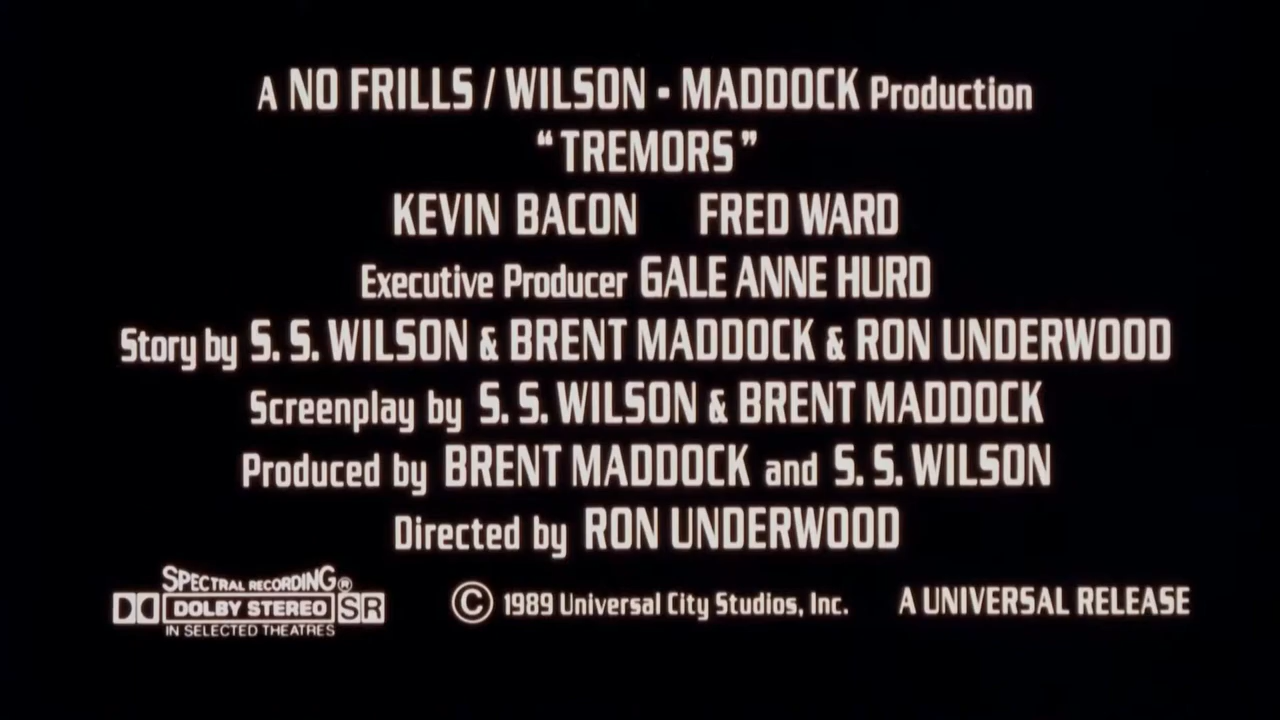 A NO FRILLS / WILSON - MADDOCK Production
“TREMORS”
KEVIN BACON FRED WARD
Executive Producer GALE ANNE HURD
Story by S. S. WILSON & BRENT MADDOCK & RON UNDERWOOD
Screenplay by S. S. WILSON & BRENT MADDOCK
Produced by BRENT MADDOCK and S. S. WILSON
Directed by RON UNDERWOOD
SPECTRAL RECORDING®
DOLBY STEREO SR
IN SELECTED THEATRES
© 1989 Universal City Studios, Inc.
A UNIVERSAL RELEASE